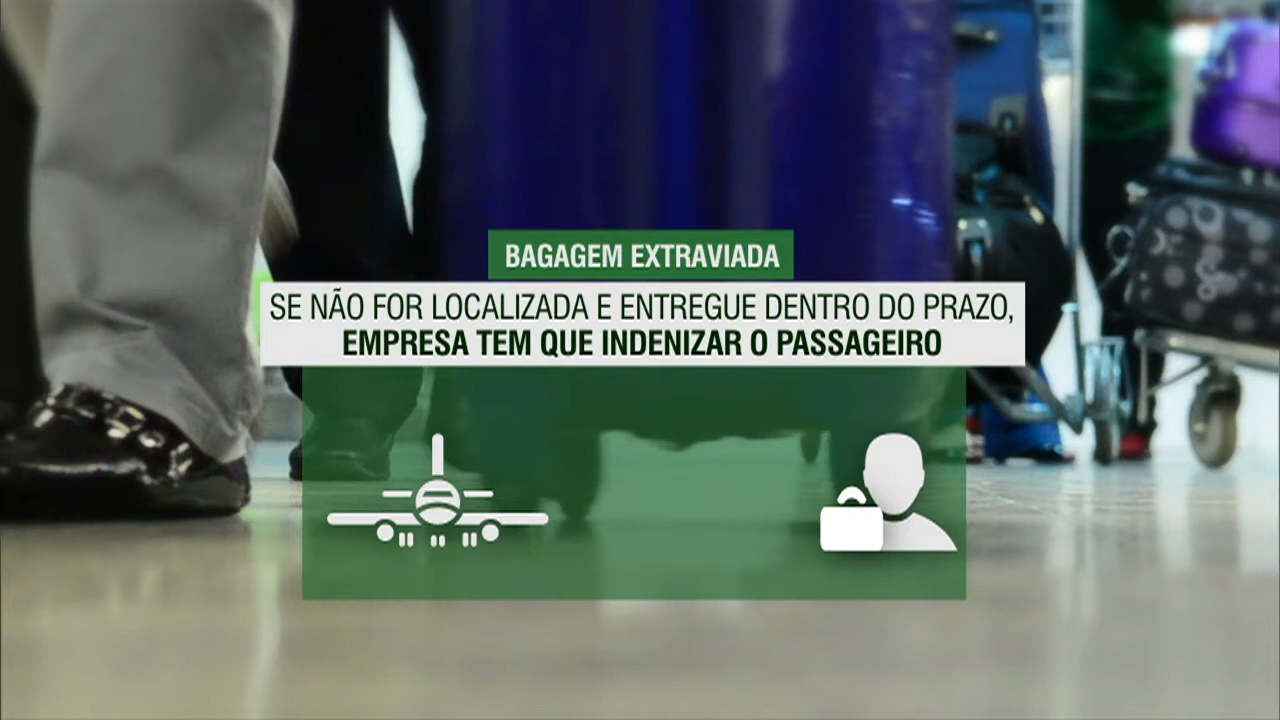 BAGAGEM EXTRAVIADA
SE NÃO FOR LOCALIZADA E ENTREGUE DENTRO DO PRAZO,
EMPRESA TEM QUE INDENIZAR O PASSAGEIRO